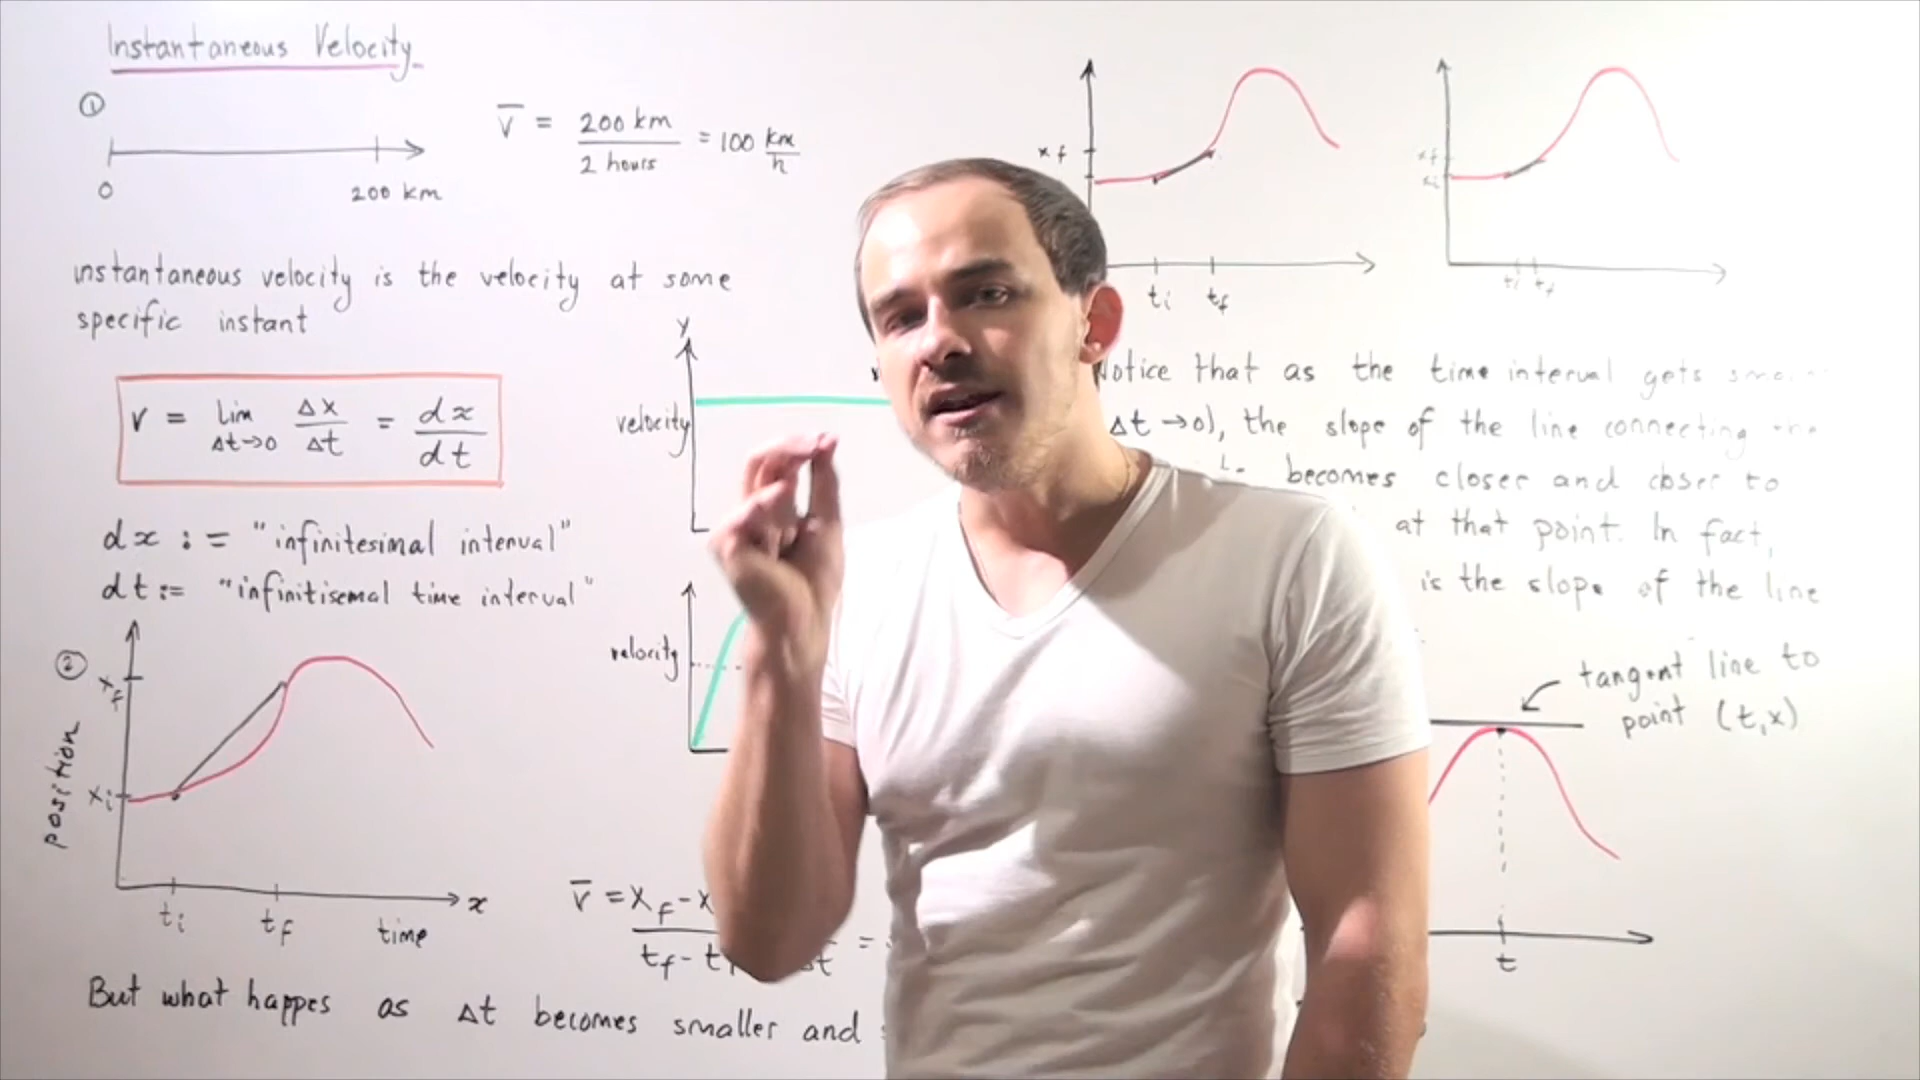 Instantaneous Velocity
①
0
200 km
v̄ = 200 km / 2 hours = 100 km/h
instantaneous velocity is the velocity at some
specific instant
v = lim Δt→0 Δx/Δt = dx/dt
dx := "infinitesimal interval"
dt := "infinitisemal time interval"
②
position
xf
xi
ti
tf
time
x
y
velocity
velocity
v̄ = xf - x
tf - t
Δt =
But what happes as Δt becomes smaller and
xf
ti
tf
xf
xi
ti
tf
Notice that as the time interval gets
Δt → 0), the slope of the line connecting the
becomes closer and closer to
at that point. In fact,
is the slope of the line
tangent line to
point (t,x)
t